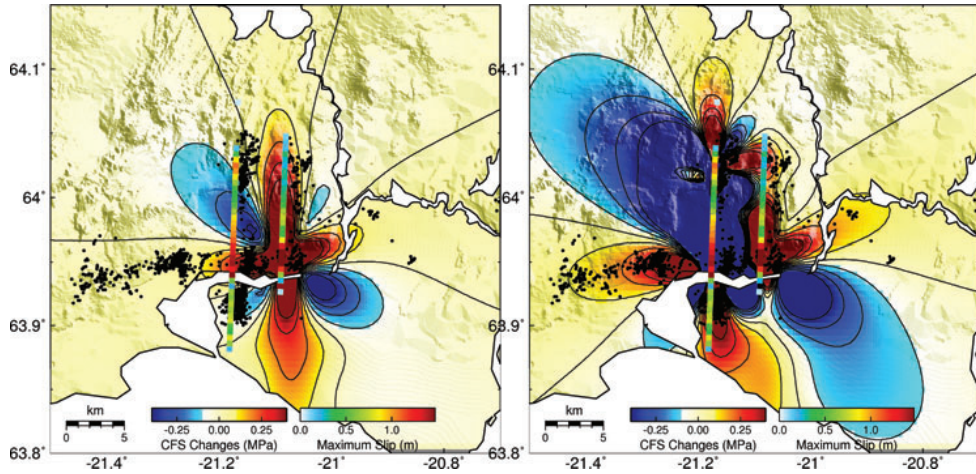 64.1˚
64˚
63.9˚
63.8˚
64.1˚
64˚
63.9˚
63.8˚
km
0 5
-0.25 0.00 0.25
CFS Changes (MPa)
0.0 0.5 1.0
Maximum Slip (m)
km
0 5
-0.25 0.00 0.25
CFS Changes (MPa)
0.0 0.5 1.0
Maximum Slip (m)
-21.4˚ -21.2˚ -21˚ -20.8˚
-21.4˚ -21.2˚ -21˚ -20.8˚